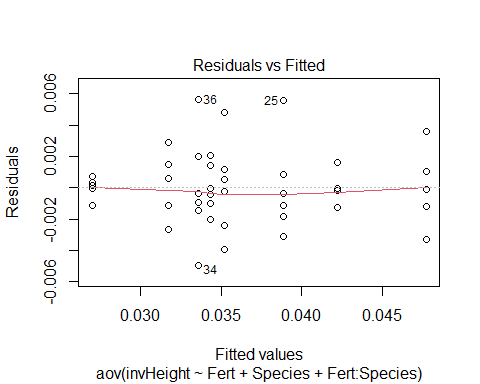 Residuals vs Fitted
Residuals
0.006
0.002
-0.002
-0.006
36
25
34
0.030 0.035 0.040 0.045
Fitted values
aov(invHeight ~ Fert + Species + Fert:Species)